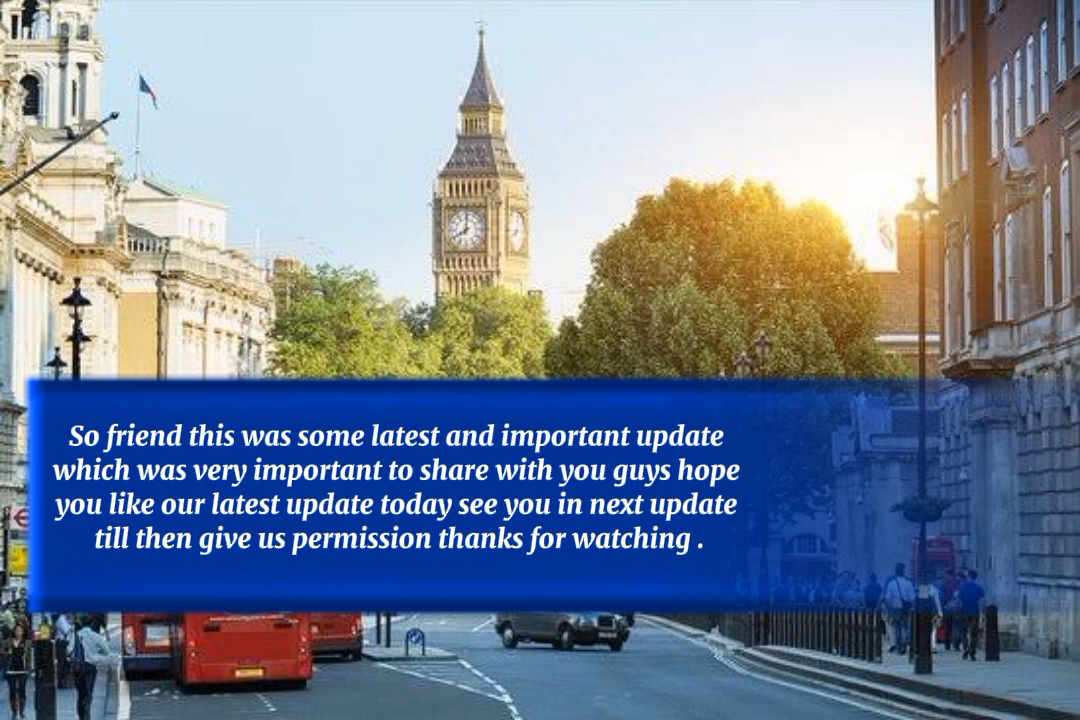 So friend this was some latest and important update
which was very important to share with you guys hope
you like our latest update today see you in next update
till then give us permission thanks for watching .